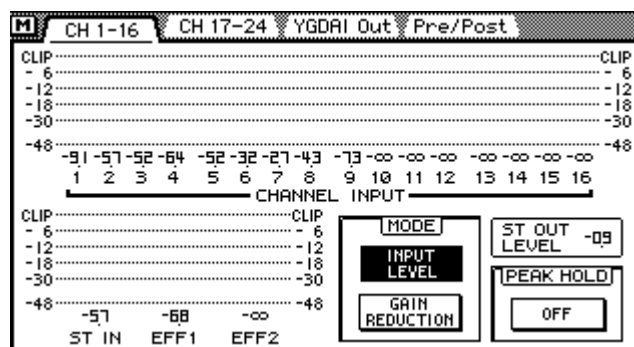 M CH 1-16 CH 17-24 YGDAI Out Pre/Post
CLIP CLIP
- 6 - 6
-12 -12
-18 -18
-30 -30
-48 -48
-91 -57 -52 -64 -52 -32 -27 -43 -73 -∞ -∞ -∞ -∞ -∞ -∞ -∞
1 2 3 4 5 6 7 8 9 10 11 12 13 14 15 16
CHANNEL INPUT
CLIP CLIP
- 6 - 6
-12 -12
-18 -18
-30 -30
-48 -48
-57 -68 -∞
ST IN EFF1 EFF2
MODE
INPUT
LEVEL
GAIN
REDUCTION
ST OUT
LEVEL -09
PEAK HOLD
OFF